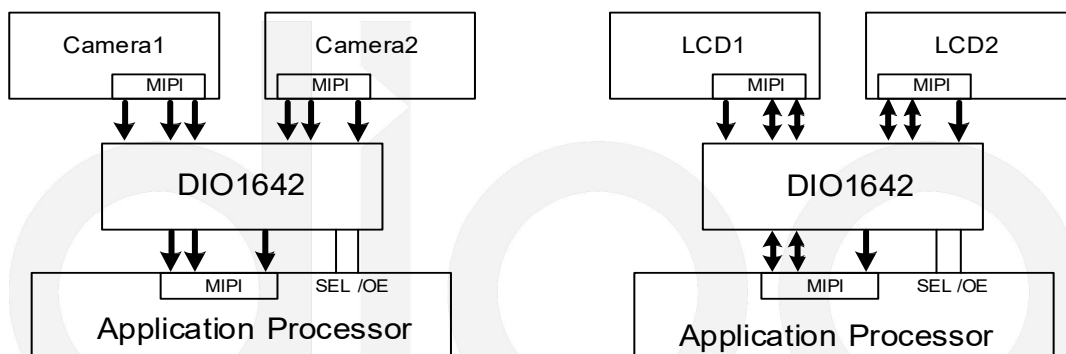 Camera1
Camera2
MIPI
MIPI
DIO1642
MIPI
SEL /OE
Application Processor
LCD1
LCD2
MIPI
MIPI
DIO1642
MIPI
SEL /OE
Application Processor